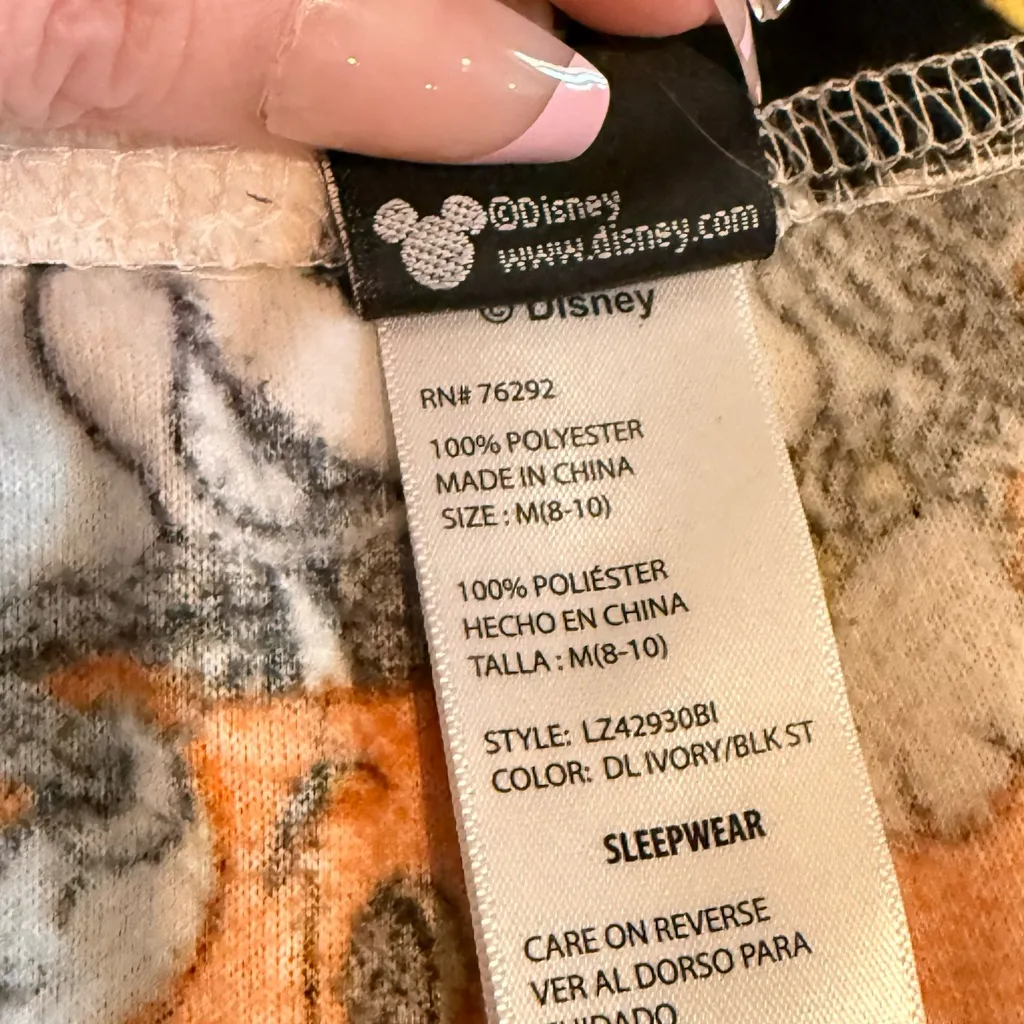 ©Disney
www.disney.com
© Disney
RN# 76292
100% POLYESTER
MADE IN CHINA
SIZE : M(8-10)
100% POLIÉSTER
HECHO EN CHINA
TALLA : M(8-10)
STYLE: LZ42930BI
COLOR: DL IVORY/BLK ST
SLEEPWEAR
CARE ON REVERSE
VER AL DORSO PARA
CUIDADO